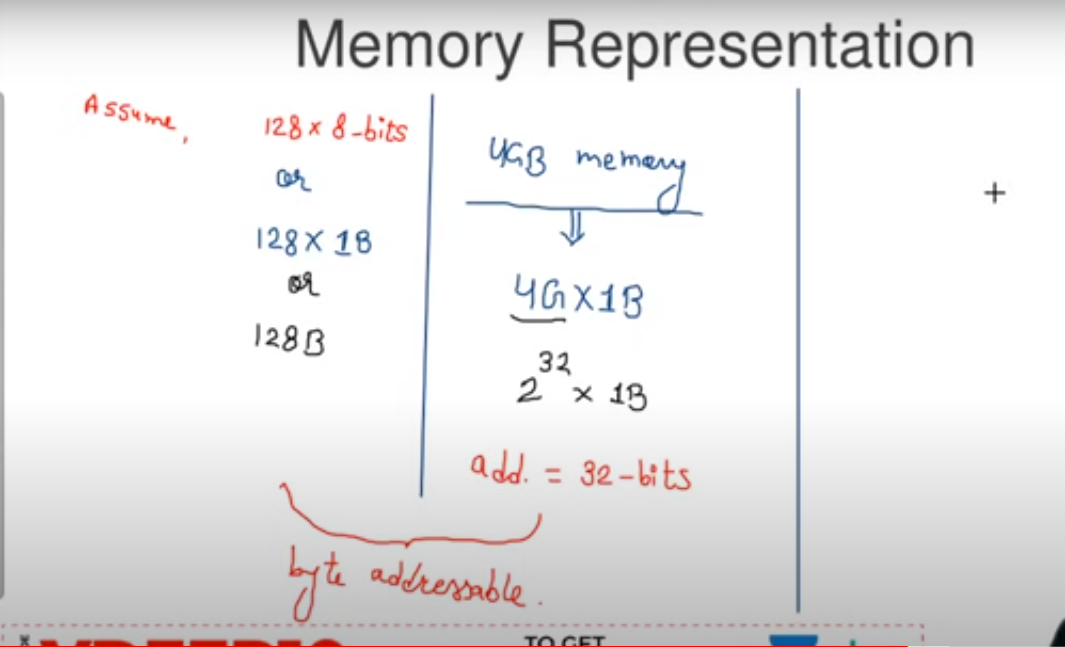 Memory Representation
Assume,
128 x 8-bits
or
128 X 1B
or
128B
4GB memory
⇓
4G X 1B
2^32 x 1B
add. = 32-bits
byte addressable.
TO GET